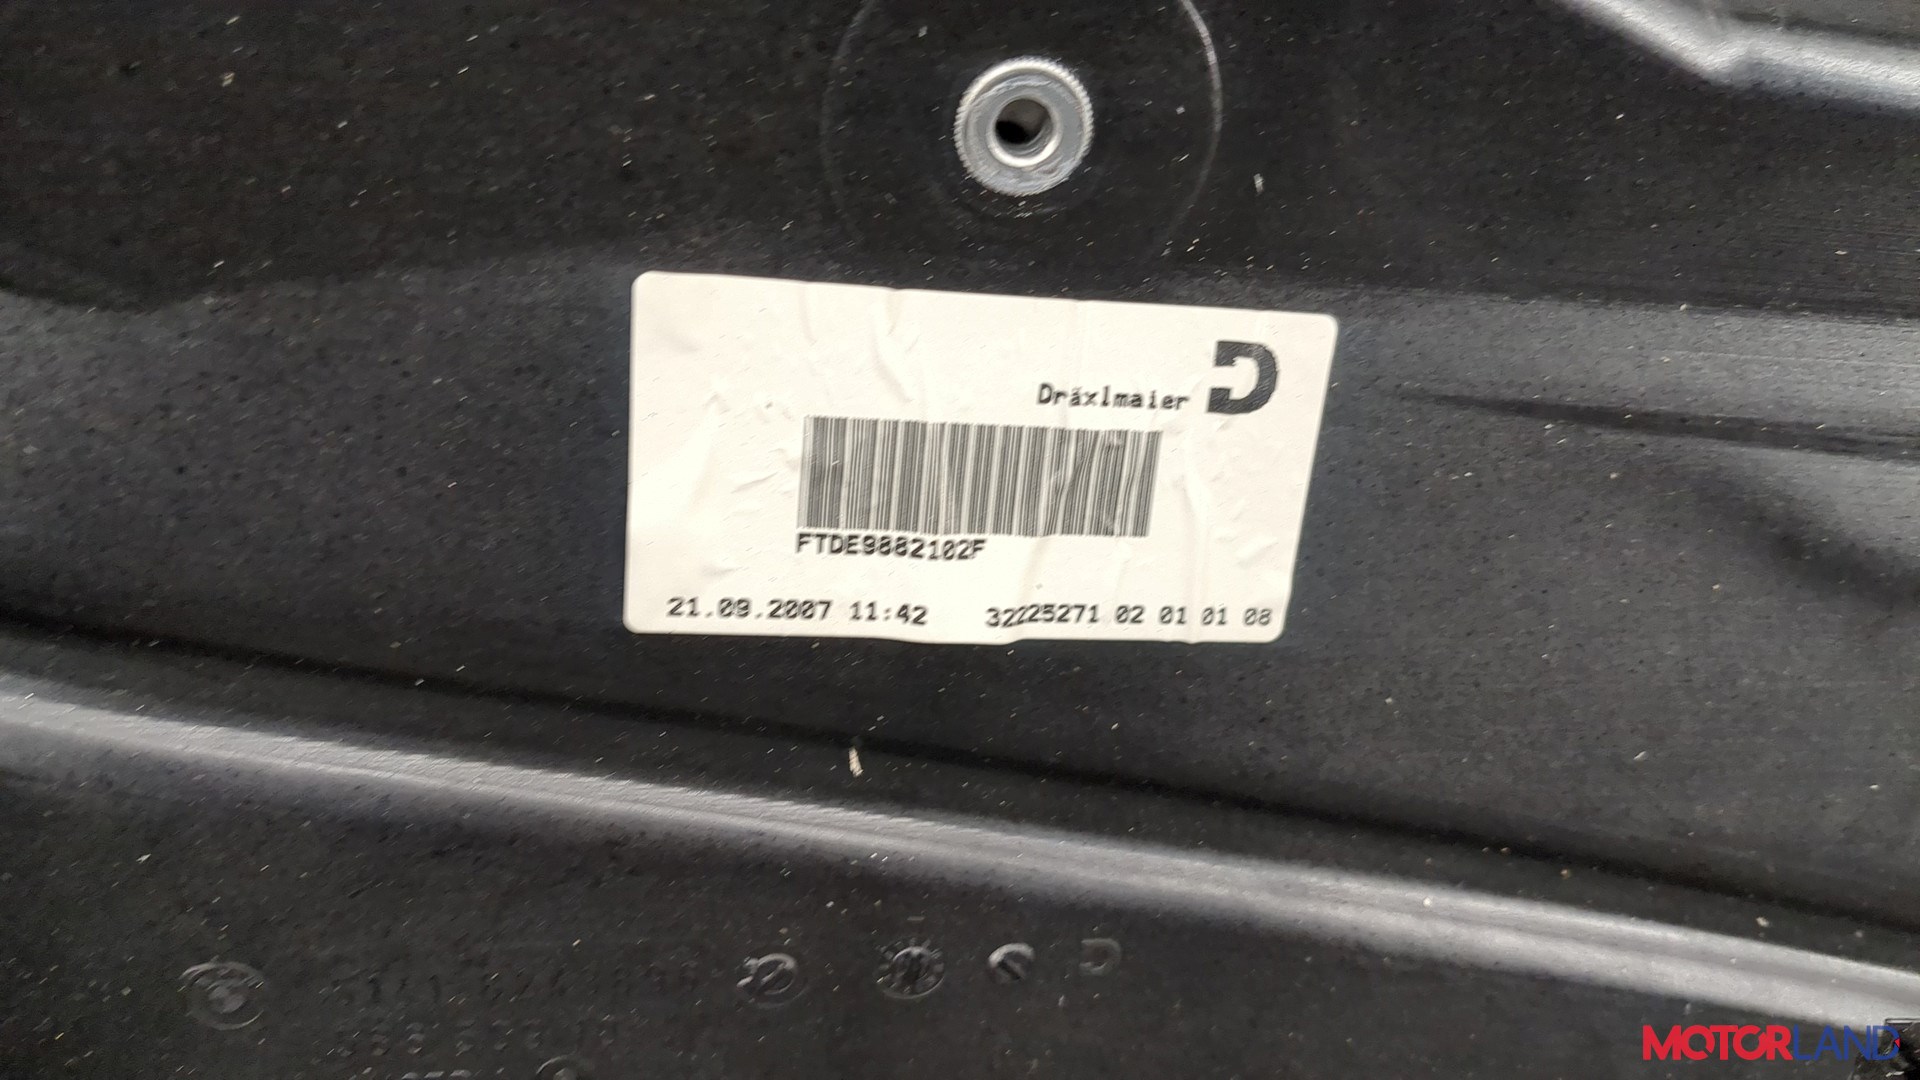 Dräxlmaier
FTDE9882102F
21.09.2007 11:42 32225271 02 01 01 08
MOTORLAND